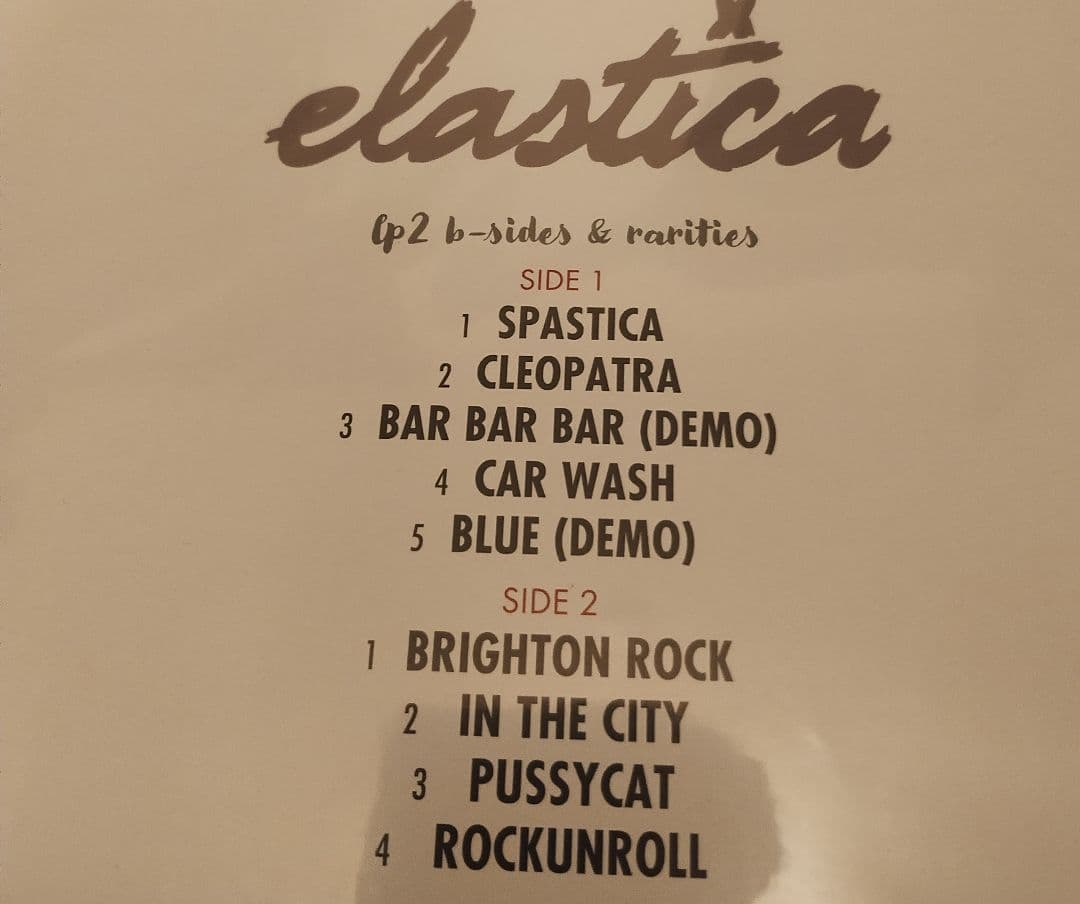 elastica
lp2 b-sides & rarities
SIDE 1
1 SPASTICA
2 CLEOPATRA
3 BAR BAR BAR (DEMO)
4 CAR WASH
5 BLUE (DEMO)
SIDE 2
1 BRIGHTON ROCK
2 IN THE CITY
3 PUSSYCAT
4 ROCKUNROLL